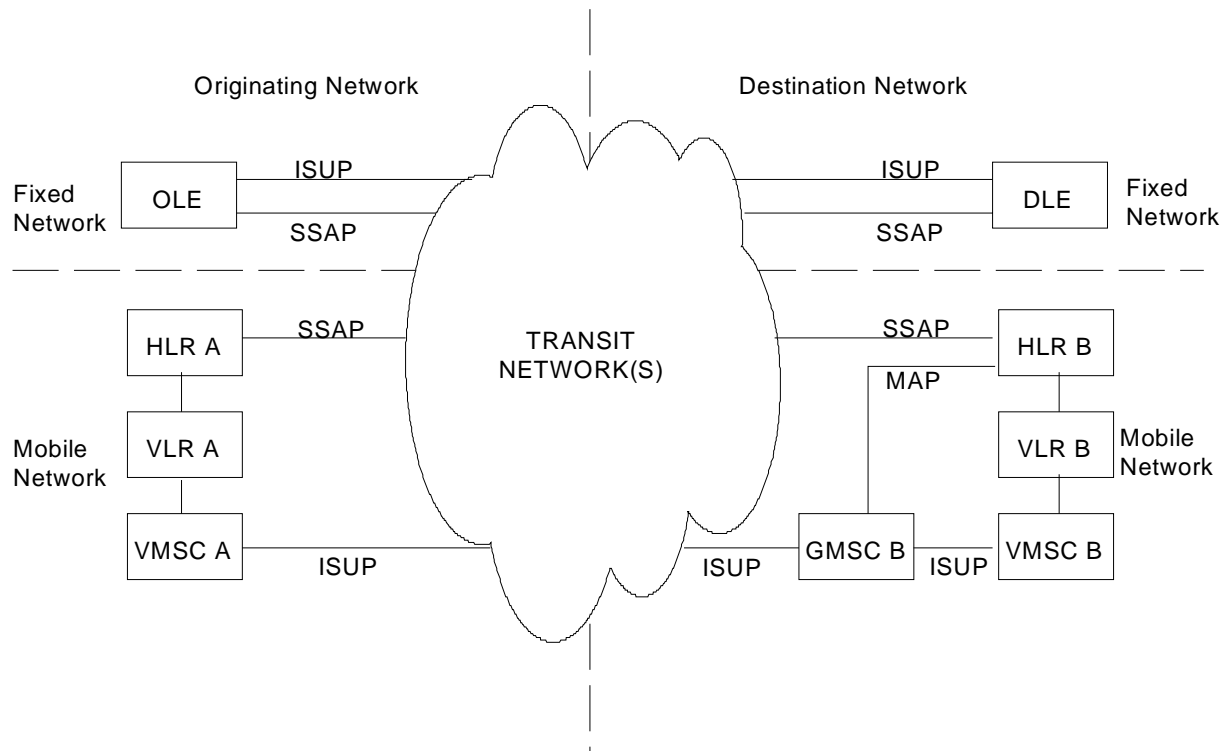 Originating Network
Destination Network
ISUP
ISUP
Fixed
Network
OLE
DLE
Fixed
Network
SSAP
SSAP
HLR A
SSAP
TRANSIT
NETWORK(S)
SSAP
HLR B
MAP
Mobile
Network
VLR A
VLR B
Mobile
Network
VMSC A
ISUP
ISUP
GMSC B
ISUP
VMSC B